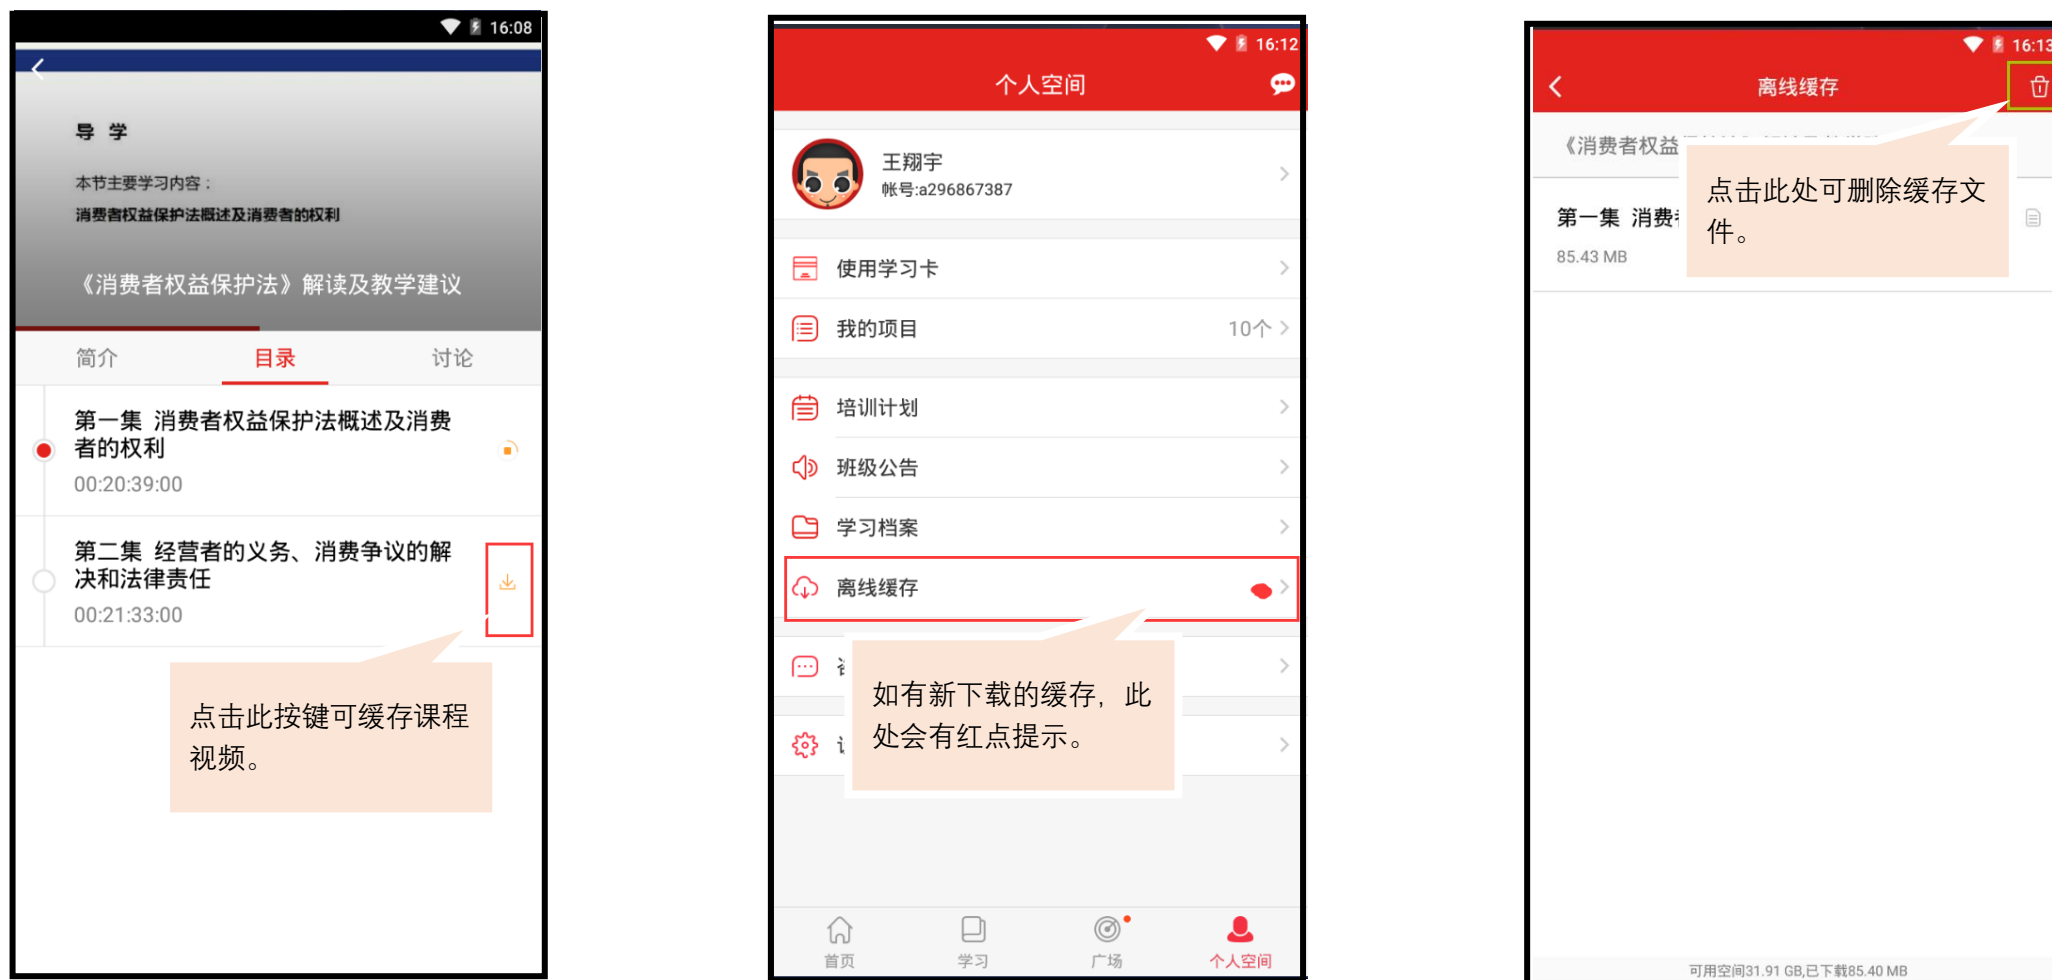 16:08
导 学
本节主要学习内容：
消费者权益保护法概述及消费者的权利
《消费者权益保护法》解读及教学建议
简介
目录
讨论
第一集 消费者权益保护法概述及消费
者的权利
00:20:39:00
第二集 经营者的义务、消费争议的解
决和法律责任
00:21:33:00
点击此按键可缓存课程
视频。
16:12
个人空间
王翔宇
帐号:a296867387
使用学习卡
我的项目
10个
培训计划
班级公告
学习档案
离线缓存
如有新下载的缓存，此
处会有红点提示。
首页
学习
广场
个人空间
16:13
离线缓存
《消费者权益
第一集 消费
85.43 MB
点击此处可删除缓存文
件。
可用空间31.91 GB,已下载85.40 MB